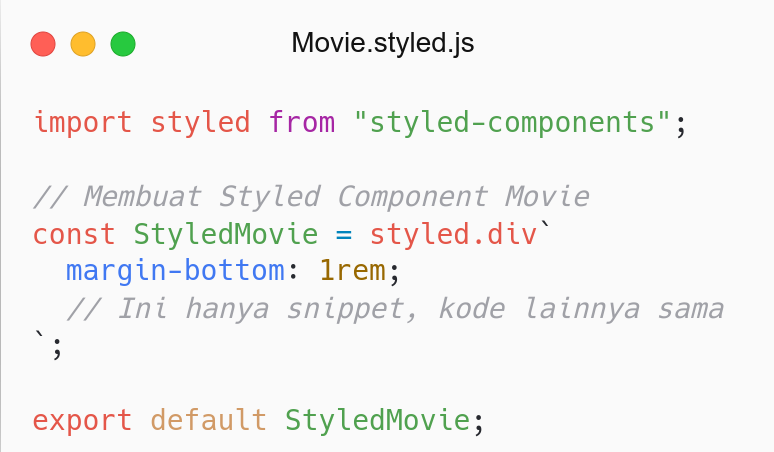 Movie.styled.js
import styled from "styled-components";
// Membuat Styled Component Movie
const StyledMovie = styled.div`
  margin-bottom: 1rem;
  // Ini hanya snippet, kode lainnya sama
`;
export default StyledMovie;